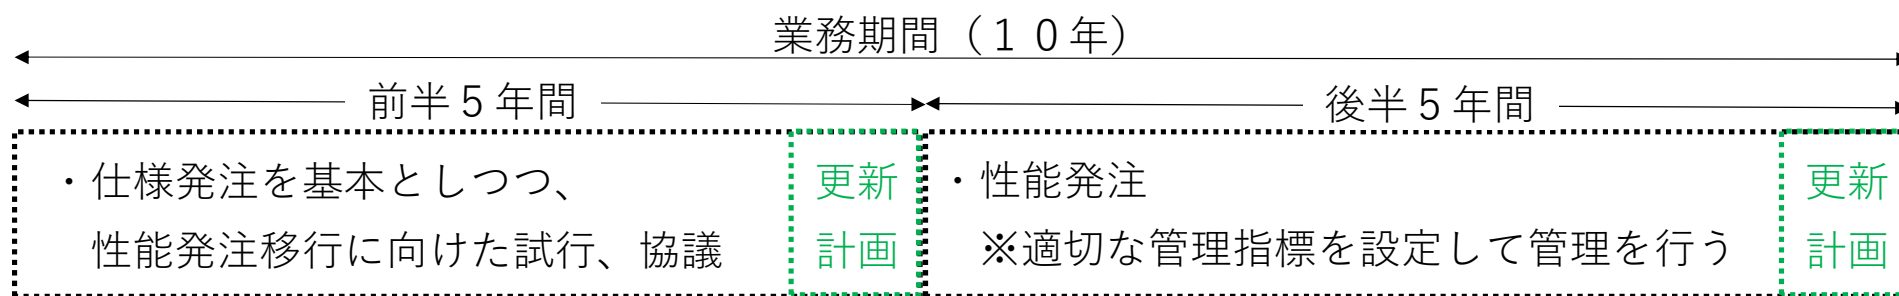 業務期間（１０年）
前半５年間
後半５年間
・仕様発注を基本としつつ、
性能発注移行に向けた試行、協議
更新
計画
・性能発注
※適切な管理指標を設定して管理を行う
更新
計画